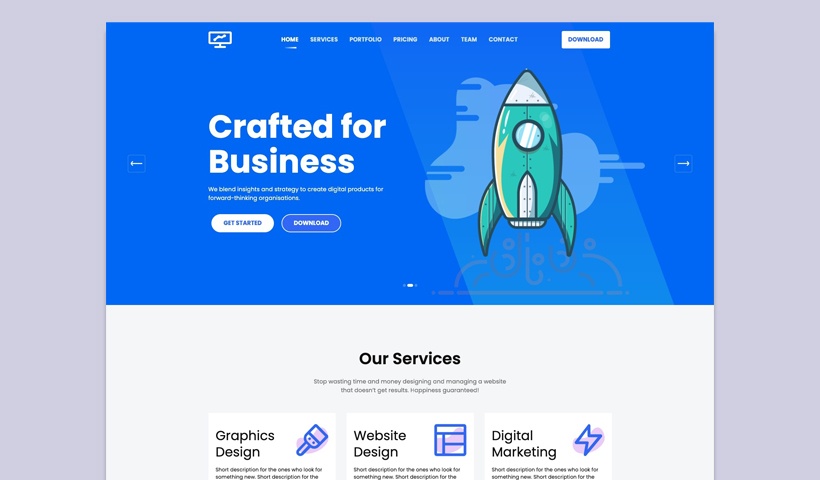 HOME SERVICES PORTFOLIO PRICING ABOUT TEAM CONTACT DOWNLOAD
Crafted for
Business
We blend insights and strategy to create digital products for
forward-thinking organisations.
GET STARTED DOWNLOAD
Our Services
Stop wasting time and money designing and managing a website
that doesn't get results. Happiness guaranteed!
Graphics
Design
Short description for the ones who look for
something new. Short description for the
Website
Design
Short description for the ones who look for
something new. Short description for the
Digital
Marketing
Short description for the ones who look for
something new. Short description for the